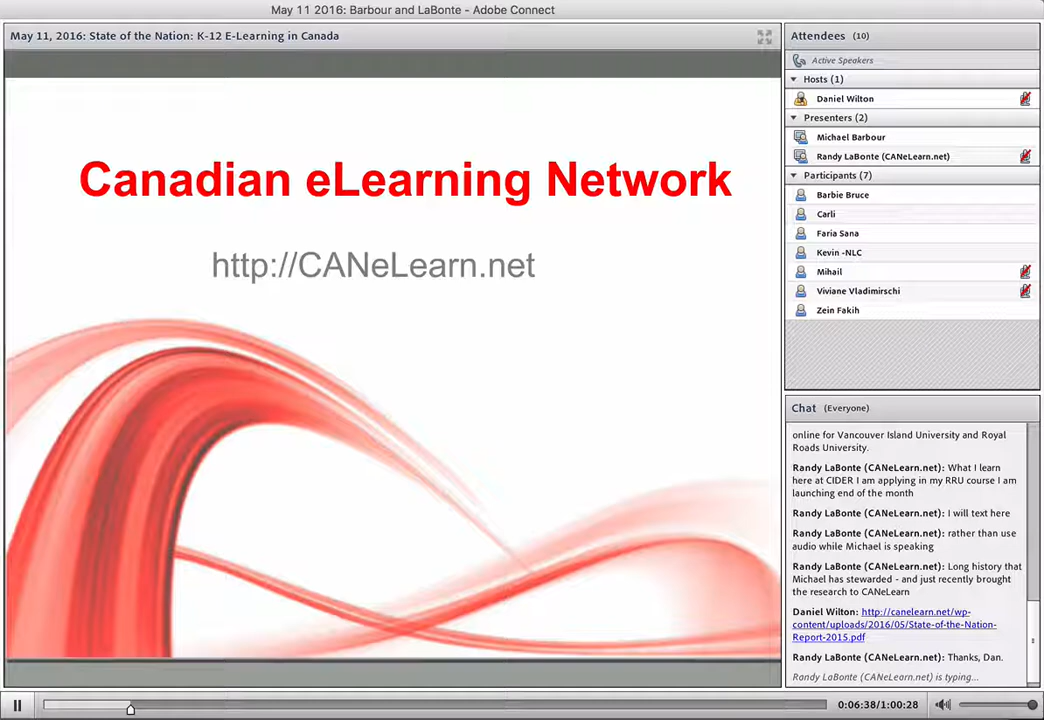 May 11 2016: Barbour and LaBonte - Adobe Connect
May 11, 2016: State of the Nation: K-12 E-Learning in Canada
Canadian eLearning Network
http://CANeLearn.net
Attendees (10)
Active Speakers
Hosts (1)
Daniel Wilton
Presenters (2)
Michael Barbour
Randy LaBonte (CANeLearn.net)
Participants (7)
Barbie Bruce
Carli
Faria Sana
Kevin -NLC
Mihail
Viviane Vladimirschi
Zein Fakih
Chat (Everyone)
online for Vancouver Island University and Royal
Roads University.
Randy LaBonte (CANeLearn.net): What I learn
here at CIDER I am applying in my RRU course I am
launching end of the month
Randy LaBonte (CANeLearn.net): I will text here
Randy LaBonte (CANeLearn.net): rather than use
audio while Michael is speaking
Randy LaBonte (CANeLearn.net): Long history that
Michael has stewarded - and just recently brought
the research to CANeLearn
Daniel Wilton: http://canelearn.net/wp-
content/uploads/2016/05/State-of-the-Nation-
Report-2015.pdf
Randy LaBonte (CANeLearn.net): Thanks, Dan.
Randy LaBonte (CANeLearn.net) is typing...
0:06:38/1:00:28